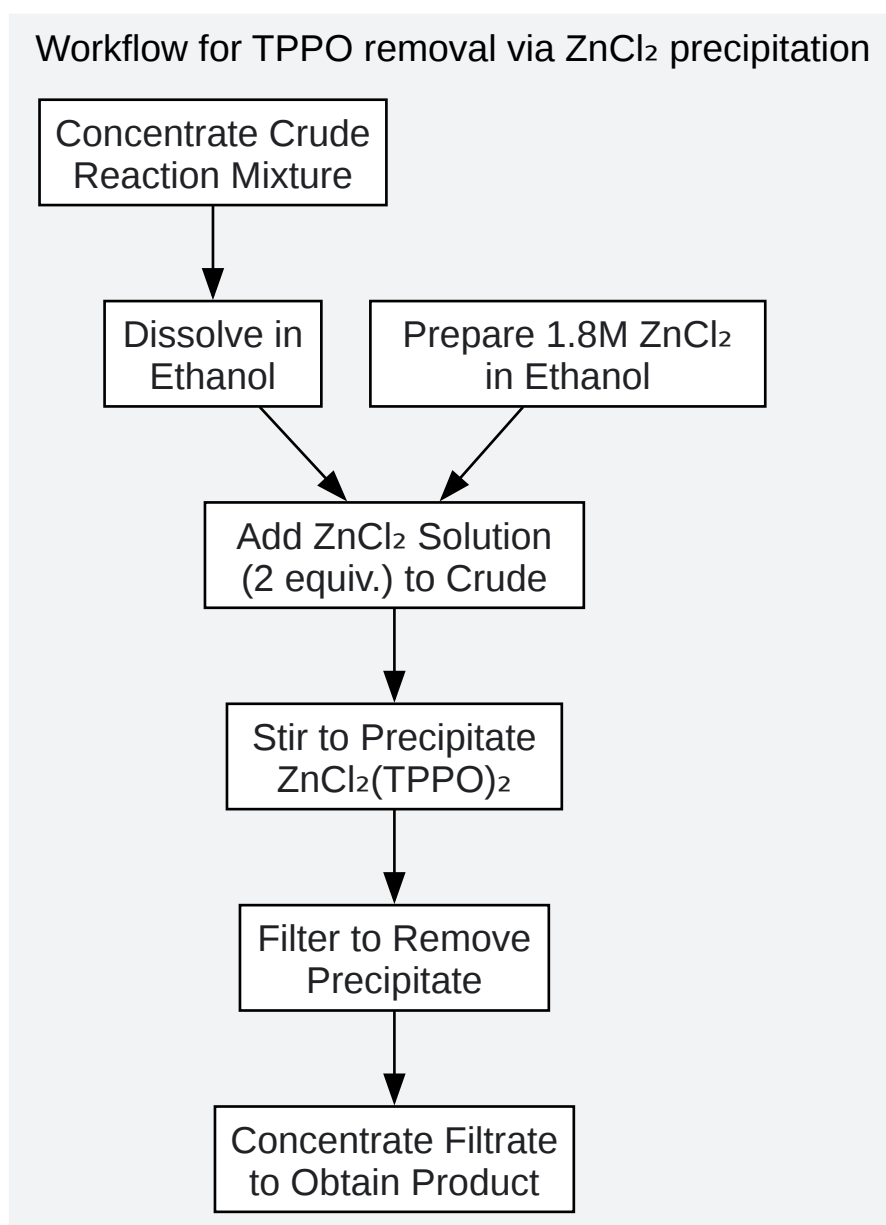 Workflow for TPPO removal via ZnCl₂ precipitation
Concentrate Crude
Reaction Mixture
Dissolve in
Ethanol
Prepare 1.8M ZnCl₂
in Ethanol
Add ZnCl₂ Solution
(2 equiv.) to Crude
Stir to Precipitate
ZnCl₂(TPPO)₂
Filter to Remove
Precipitate
Concentrate Filtrate
to Obtain Product